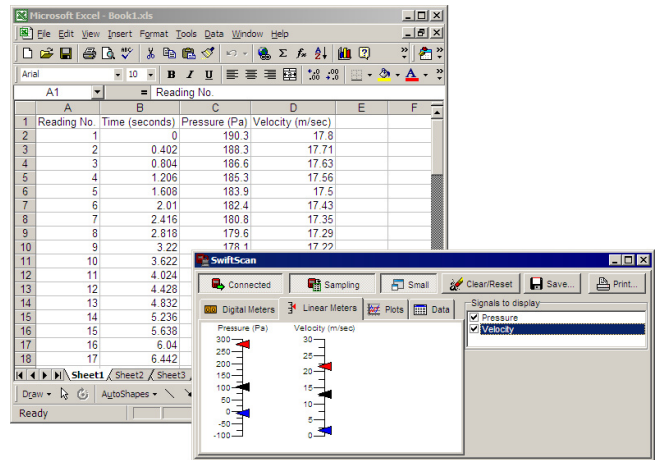 Microsoft Excel - Book1.xls
File Edit View Insert Format Tools Data Window Help
Arial 10 B I U
A1 = Reading No.
A B C D E F
1 Reading No. Time (seconds) Pressure (Pa) Velocity (m/sec)
2 1 0 190.3 17.8
3 2 0.402 188.3 17.71
4 3 0.804 186.6 17.63
5 4 1.206 185.3 17.56
6 5 1.608 183.9 17.5
7 6 2.01 182.4 17.43
8 7 2.416 180.8 17.35
9 8 2.818 179.6 17.29
10 9 3.22 178.1 17.22
11 10 3.622
12 11 4.024
13 12 4.428
14 13 4.832
15 14 5.236
16 15 5.638
17 16 6.04
18 17 6.442
Sheet1 Sheet2 Sheet3
Draw AutoShapes
Ready
SwiftScan
Connected Sampling Small Clear/Reset Save... Print...
Digital Meters Linear Meters Plots Data
Signals to display
Pressure
Velocity
Pressure (Pa) Velocity (m/sec)
300 30
250 25
200 20
150 15
100 10
50 5
0 0
-50
-100